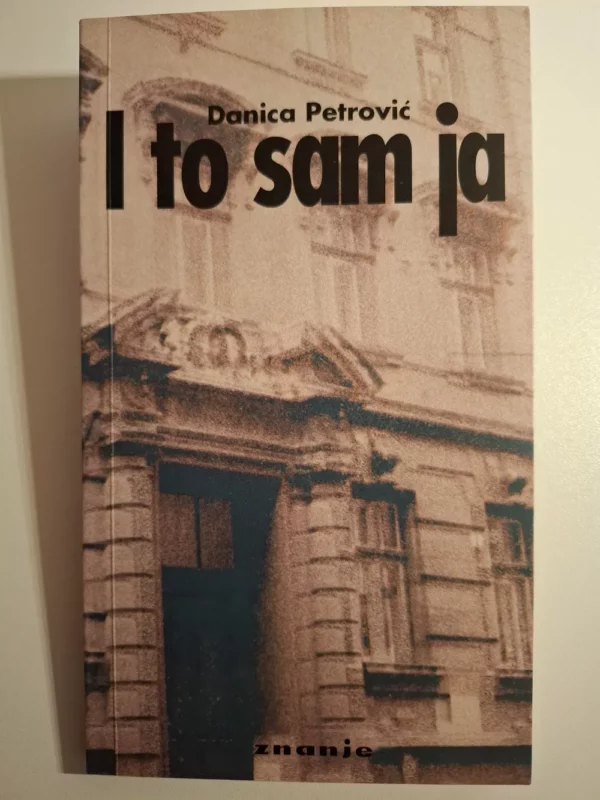 Danica Petrović
I to sam ja
znanje